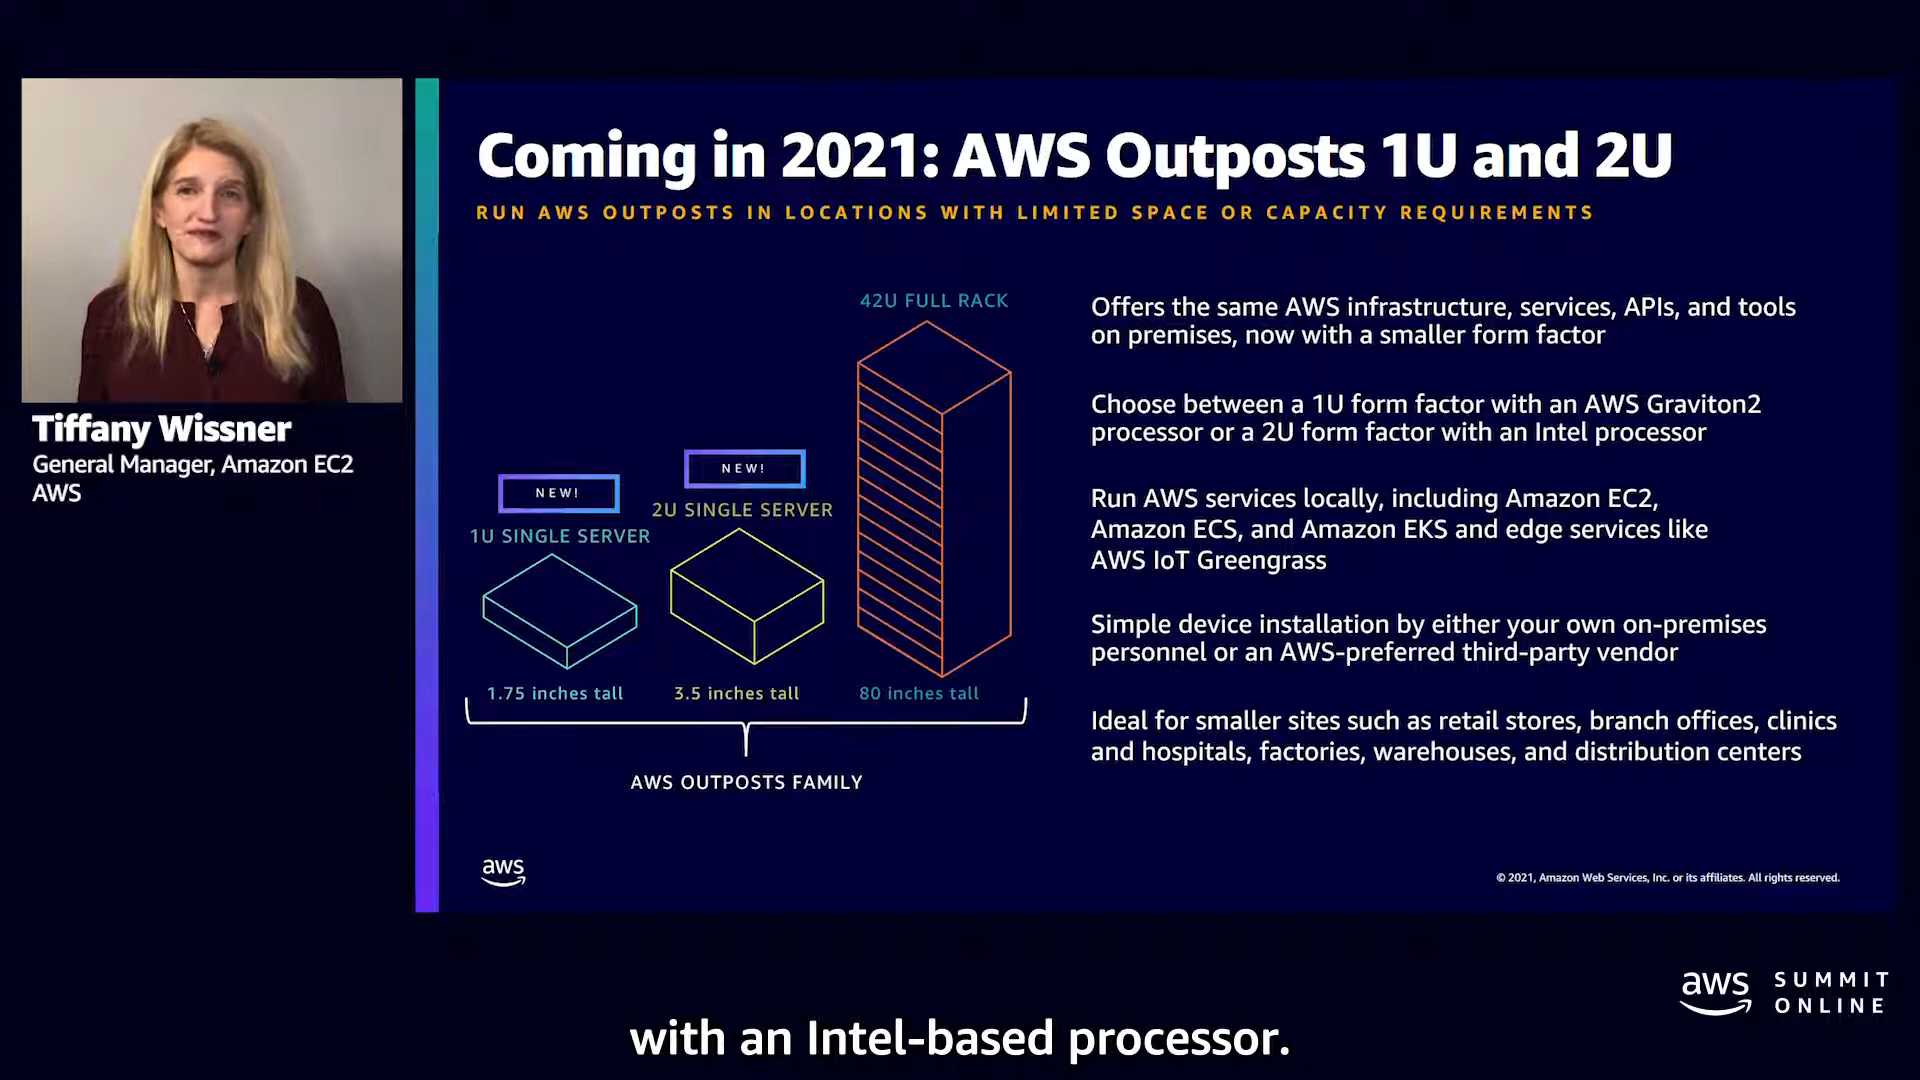 Tiffany Wissner
General Manager, Amazon EC2
AWS
Coming in 2021: AWS Outposts 1U and 2U
RUN AWS OUTPOSTS IN LOCATIONS WITH LIMITED SPACE OR CAPACITY REQUIREMENTS
NEW!
1U SINGLE SERVER
1.75 inches tall
NEW!
2U SINGLE SERVER
3.5 inches tall
42U FULL RACK
80 inches tall
AWS OUTPOSTS FAMILY
Offers the same AWS infrastructure, services, APIs, and tools
on premises, now with a smaller form factor
Choose between a 1U form factor with an AWS Graviton2
processor or a 2U form factor with an Intel processor
Run AWS services locally, including Amazon EC2,
Amazon ECS, and Amazon EKS and edge services like
AWS IoT Greengrass
Simple device installation by either your own on-premises
personnel or an AWS-preferred third-party vendor
Ideal for smaller sites such as retail stores, branch offices, clinics
and hospitals, factories, warehouses, and distribution centers
aws
© 2021, Amazon Web Services, Inc. or its affiliates. All rights reserved.
aws SUMMIT
ONLINE
with an Intel-based processor.